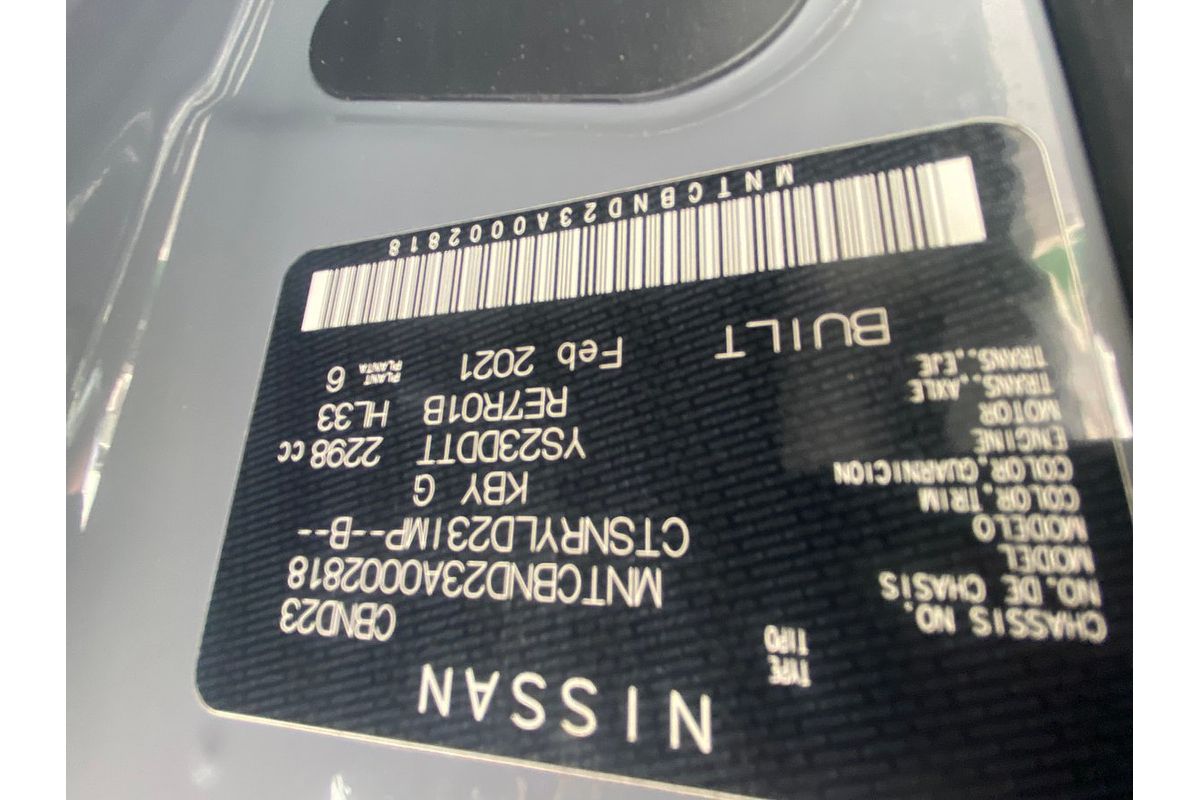 NISSAN
TYPE
TIPO
CBND23
CHASSIS NO.
NO. DE CHASIS
MNTCBND23A0002818
MODEL
MODELO
CTSNRYLD23IMP--B--
COLOR, TRIM
COLOR, GUARNICION
KBY G
ENGINE
MOTOR
YS23DDTT 2298 cc
TRANS., AXLE
TRANS., EJE
RE7R01B HL33
PLANT
PLANTA 6
BUILT Feb 2021
MNTCBND23A0002818